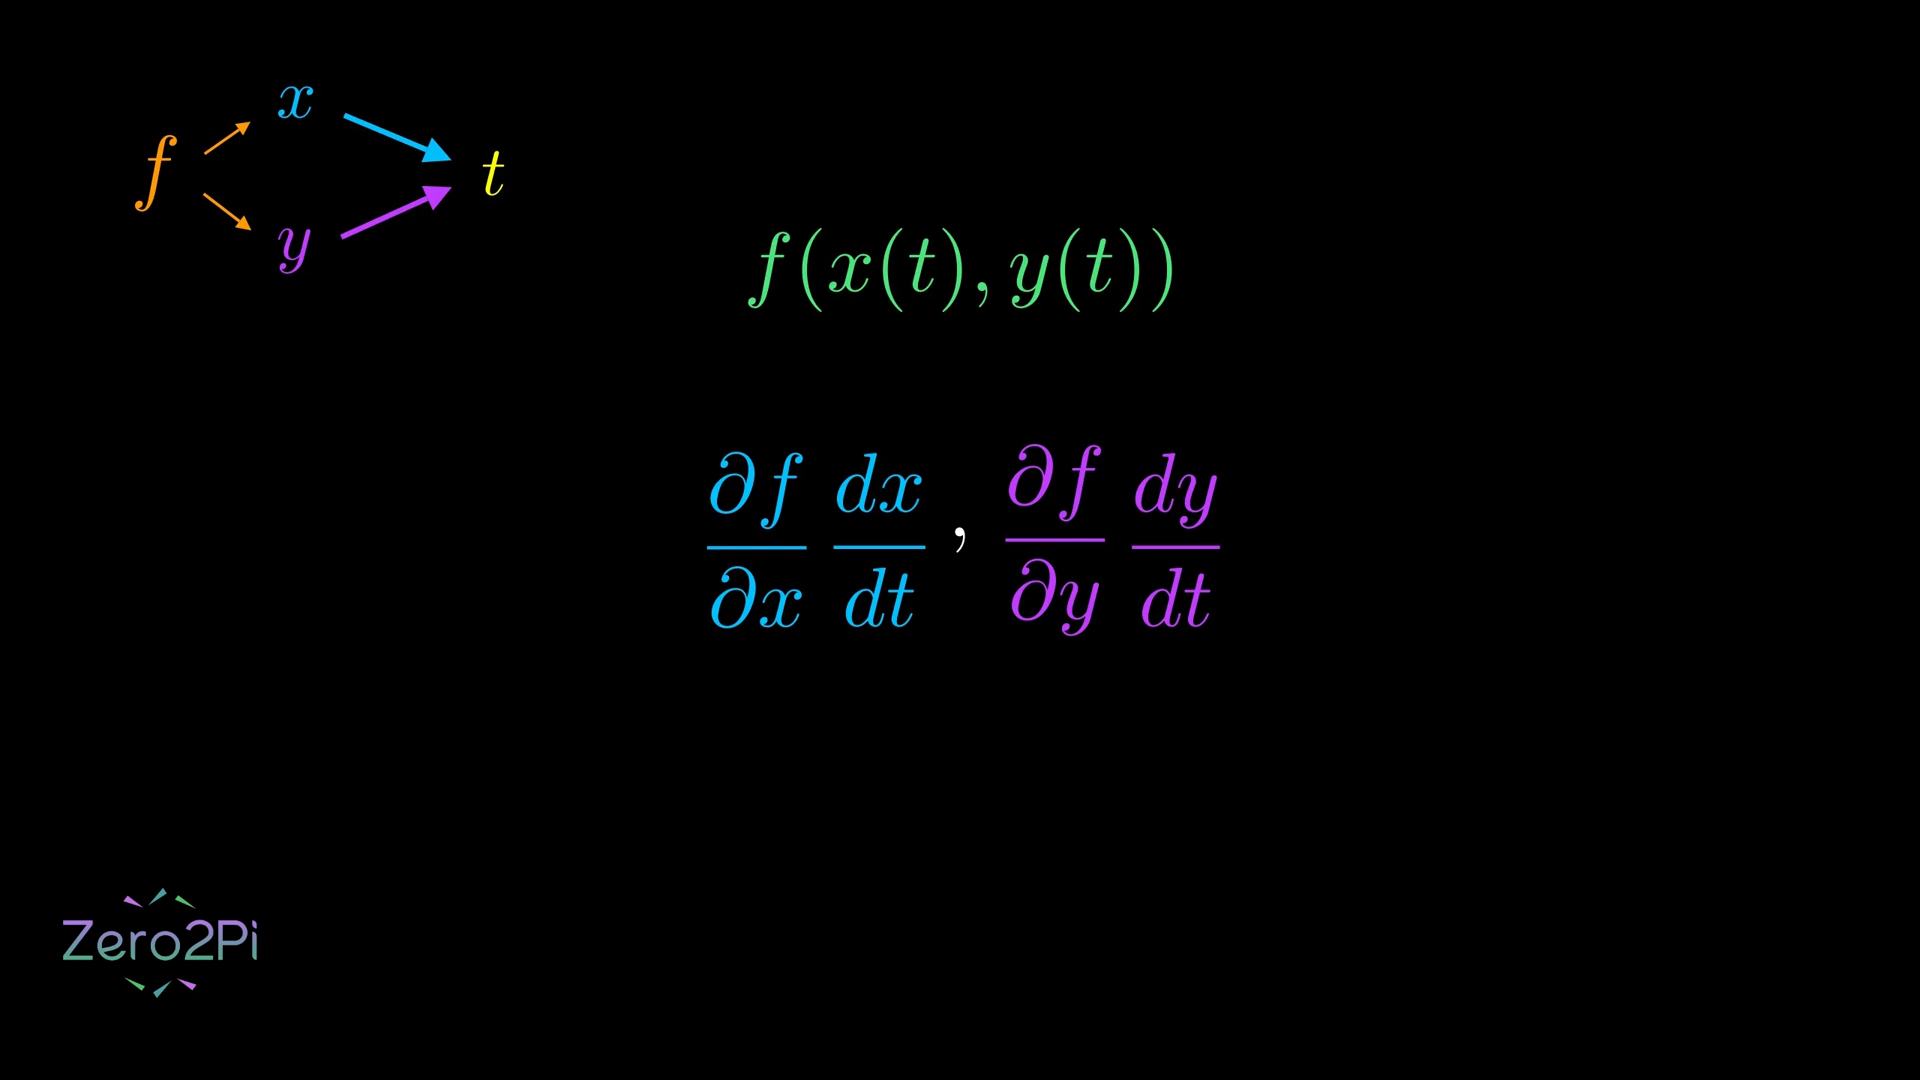 x
f
t
y
f(x(t), y(t))
∂f/∂x dx/dt , ∂f/∂y dy/dt
Zero2Pi